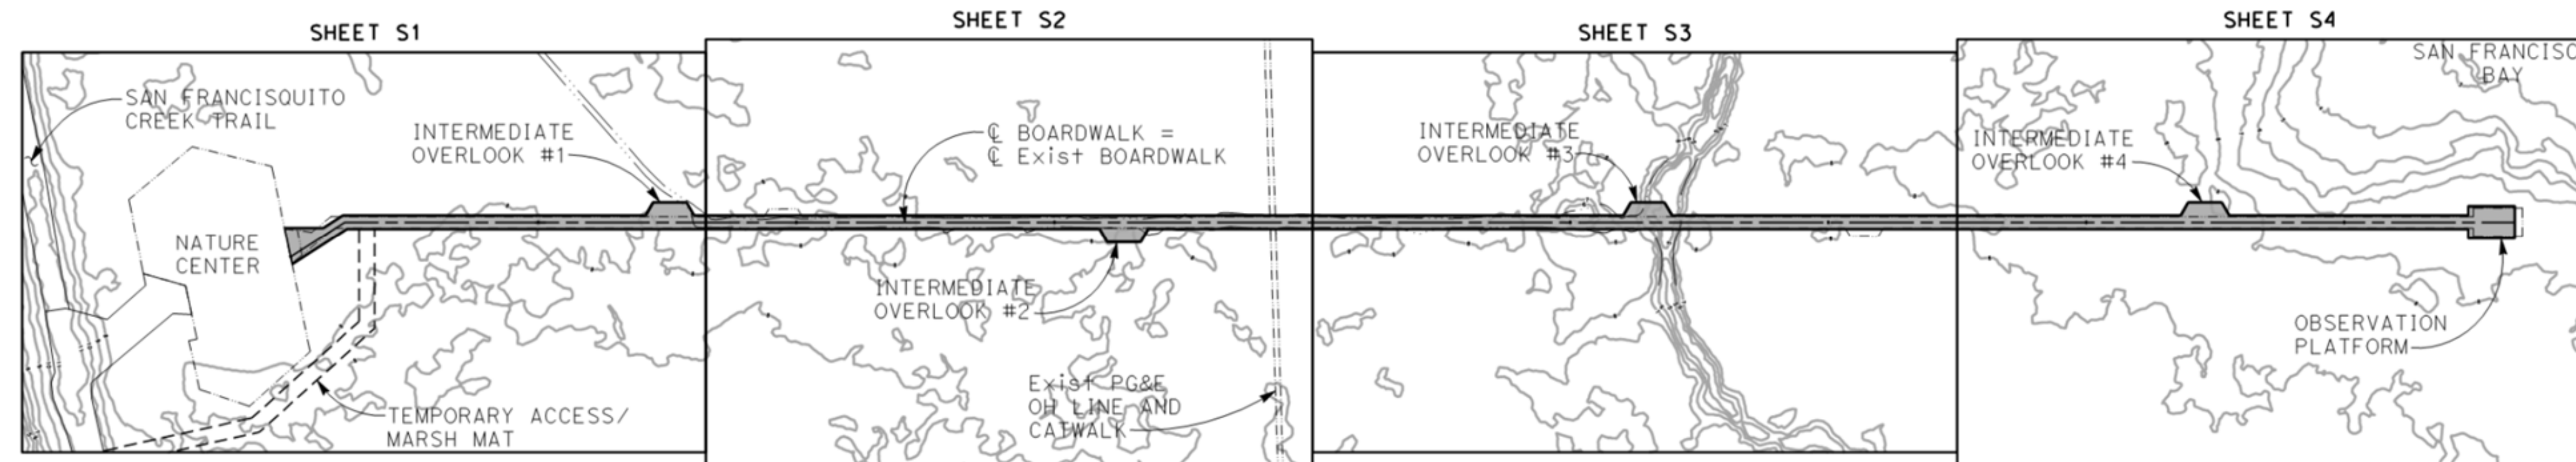 SHEET S1
SAN FRANCISQUITO
CREEK TRAIL
INTERMEDIATE
OVERLOOK #1
NATURE
CENTER
TEMPORARY ACCESS/
MARSH MAT
SHEET S2
℄ BOARDWALK =
℄ Exist BOARDWALK
INTERMEDIATE
OVERLOOK #2
Exist PG&E
OH LINE AND
CATWALK
SHEET S3
INTERMEDIATE
OVERLOOK #3
SHEET S4
SAN FRANCISC
BAY
INTERMEDIATE
OVERLOOK #4
OBSERVATION
PLATFORM